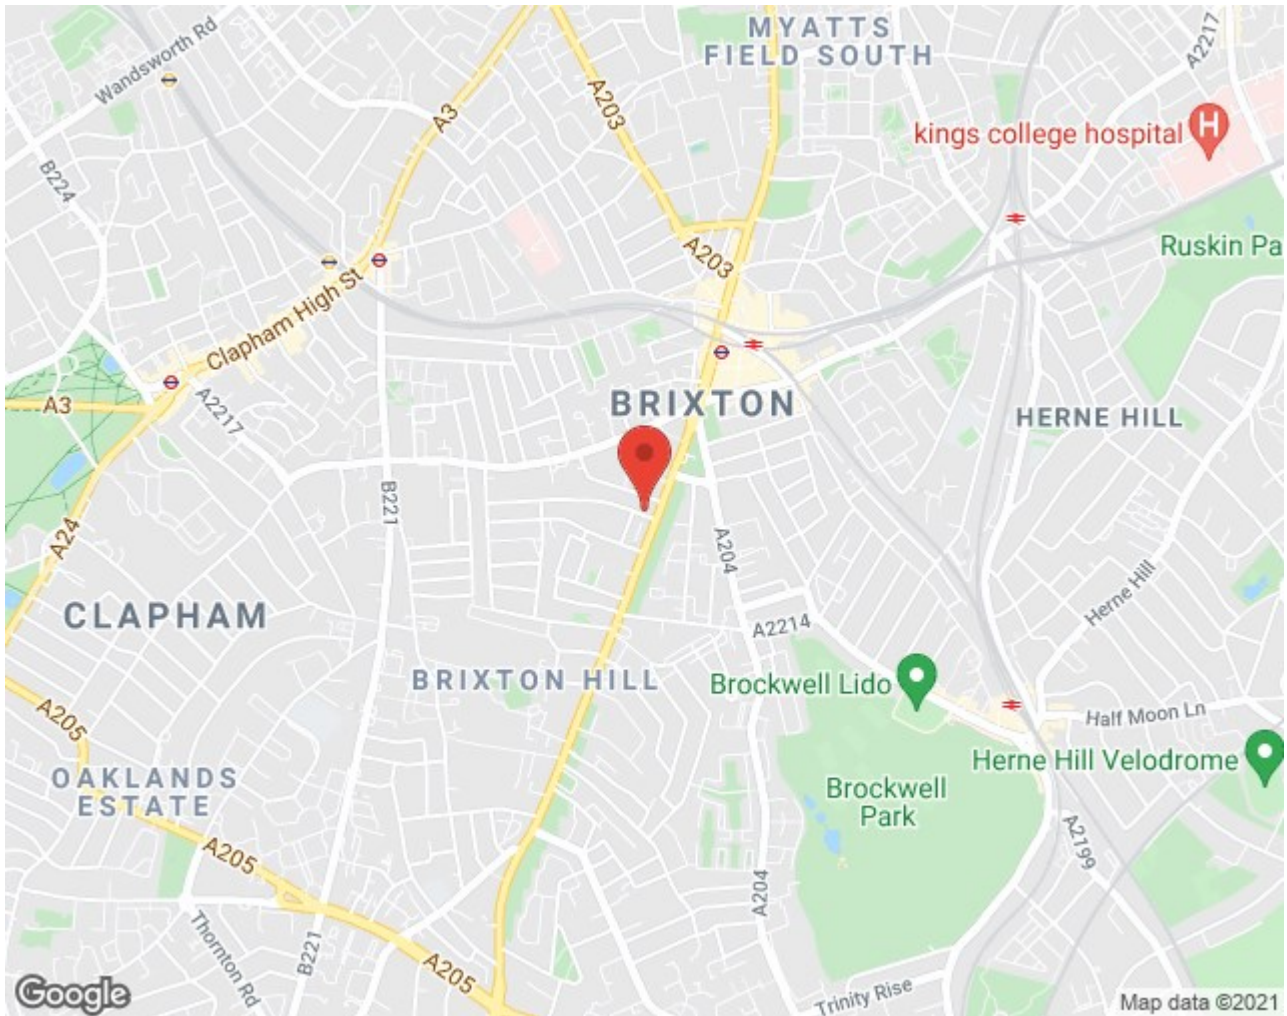 MYATTS
FIELD SOUTH
A2217
Wandsworth Rd
A3
A203
kings college hospital
H
B224
A203
Ruskin Pa
Clapham High St
A3
A2217
BRIXTON
HERNE HILL
B221
A24
A204
Herne Hill
CLAPHAM
A2214
BRIXTON HILL
Brockwell Lido
A205
Half Moon Ln
Herne Hill Velodrome
OAKLANDS
ESTATE
Brockwell
Park
A205
A2199
A204
Thornton Rd
B221
A205
Trinity Rise
Google
Map data ©2021